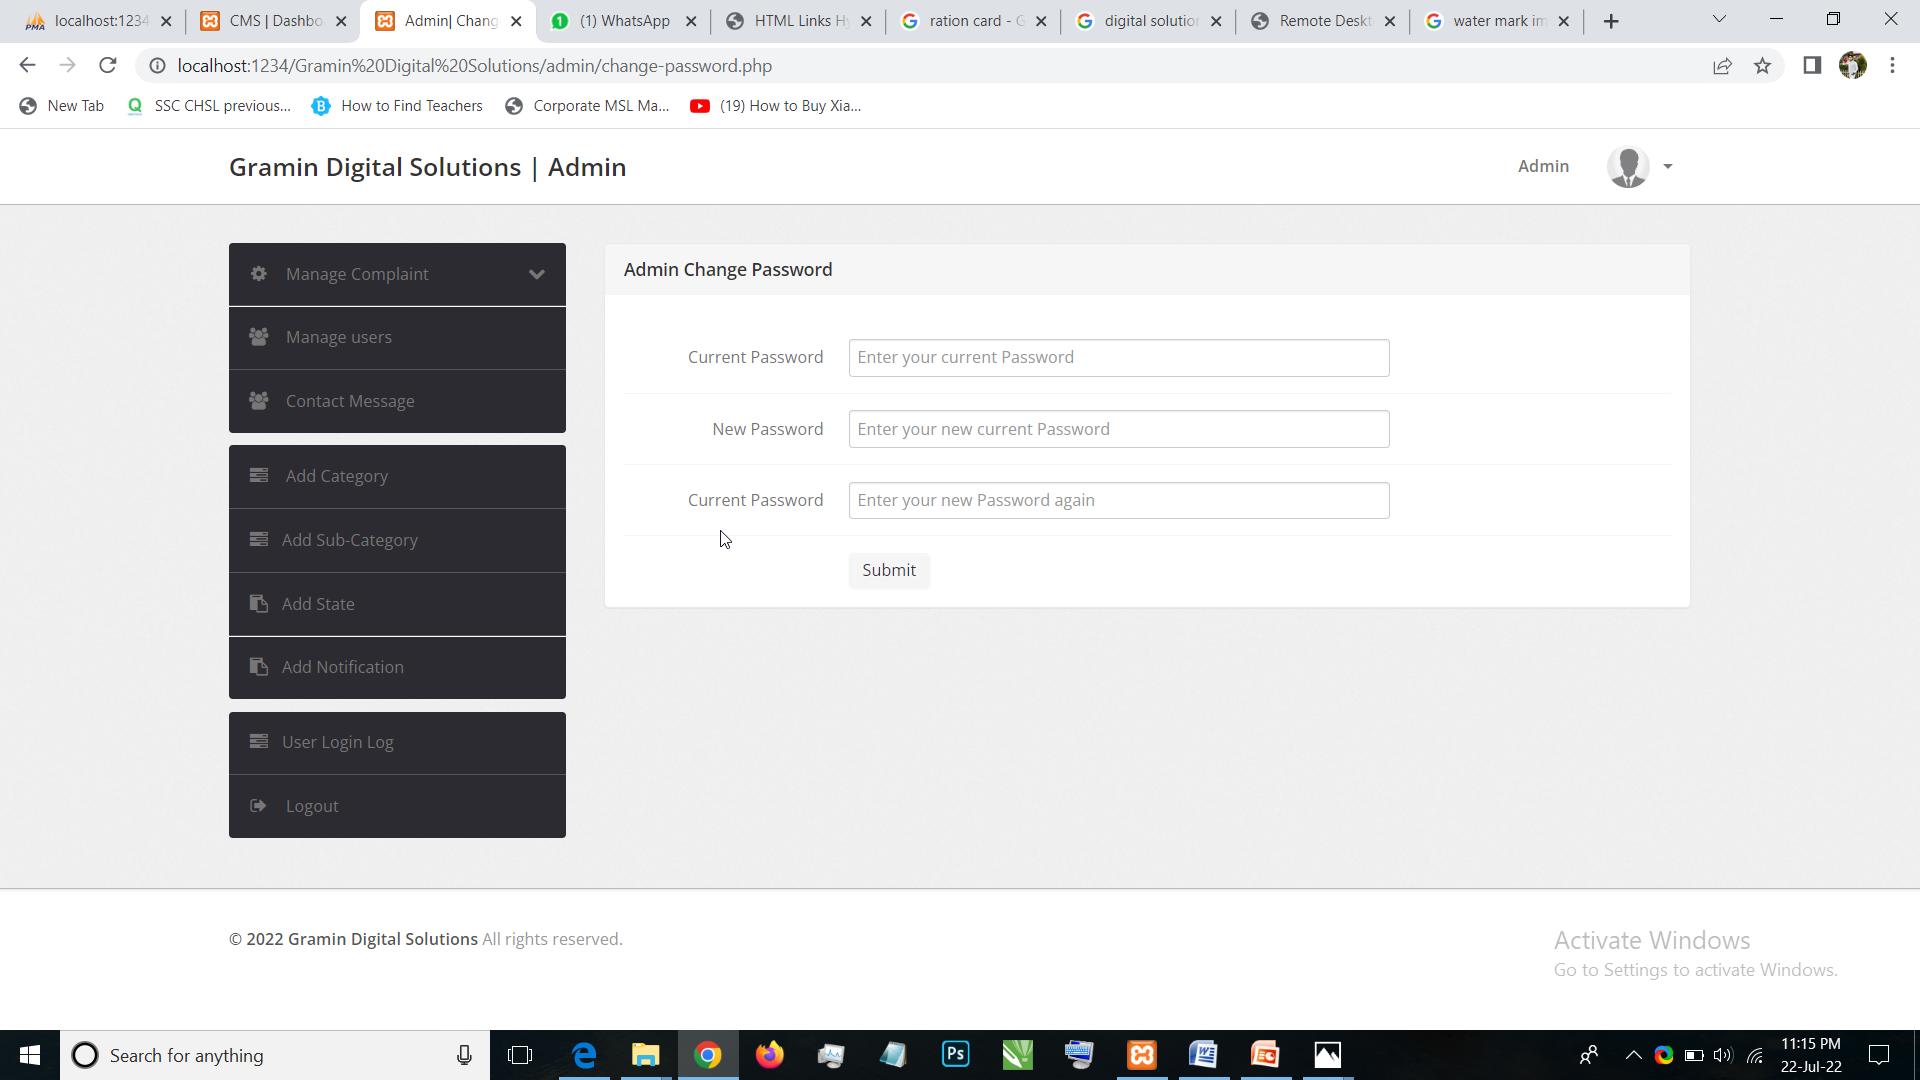 localhost:1234
CMS | Dashbo
Admin| Chang
(1) WhatsApp
HTML Links Hy
ration card - G
digital solution
Remote Deskt
water mark im
localhost:1234/Gramin%20Digital%20Solutions/admin/change-password.php
New Tab
SSC CHSL previous...
How to Find Teachers
Corporate MSL Ma...
(19) How to Buy Xia...
Gramin Digital Solutions | Admin
Admin
Manage Complaint
Manage users
Contact Message
Add Category
Add Sub-Category
Add State
Add Notification
User Login Log
Logout
Admin Change Password
Current Password
Enter your current Password
New Password
Enter your new current Password
Current Password
Enter your new Password again
Submit
© 2022 Gramin Digital Solutions All rights reserved.
Activate Windows
Go to Settings to activate Windows.
Search for anything
11:15 PM
22-Jul-22